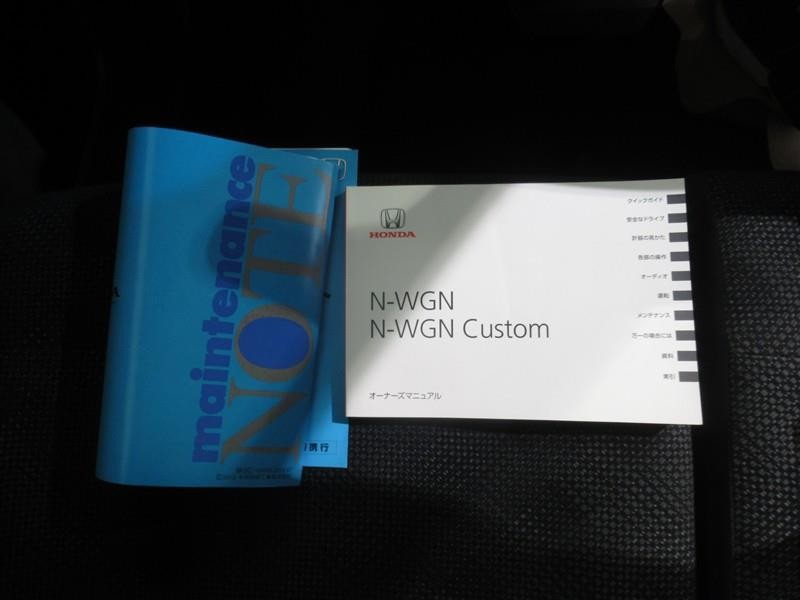 maintenance
NOTE
携行
HONDA
N-WGN
N-WGN Custom
オーナーズマニュアル
クイックガイド
安全なドライブ
計器の見かた
各部の操作
オーディオ
運転
メンテナンス
万一の場合には
資料
索引